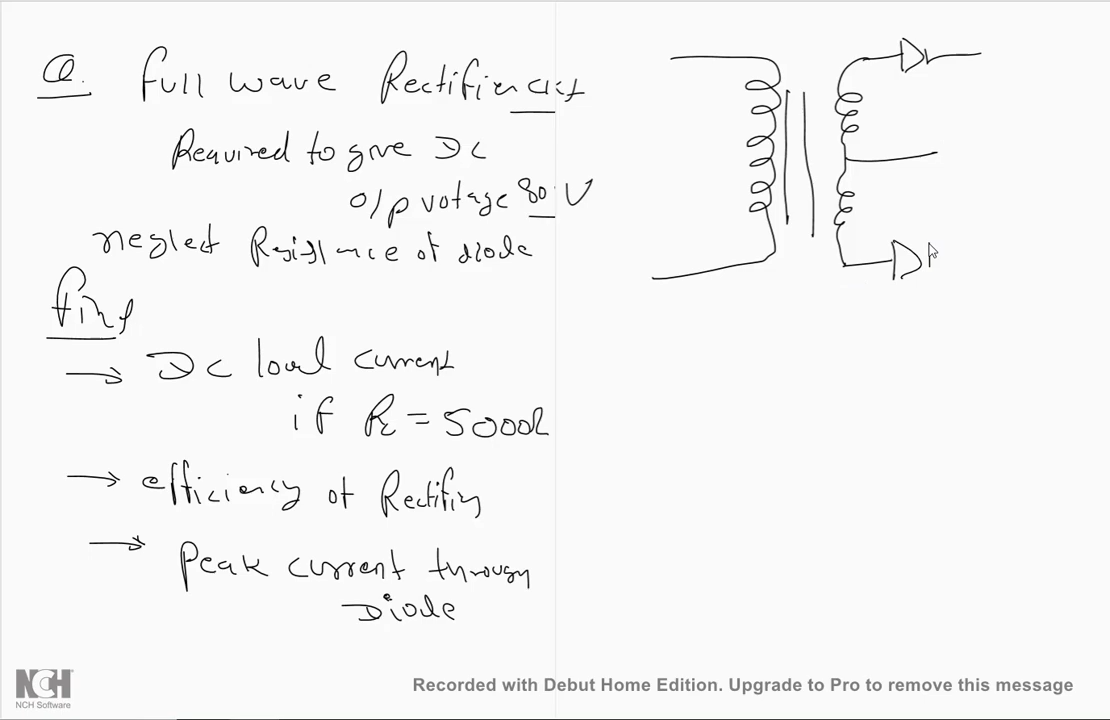 Q. Full wave Rectifier ckt
Required to give DC
o/p votage 80 V
neglect Resistance of diode
find
→ DC load current
if RL = 500Ω
→ efficiency of Rectifier
→ Peak current through
Diode
NCH
NCH Software
Recorded with Debut Home Edition. Upgrade to Pro to remove this message